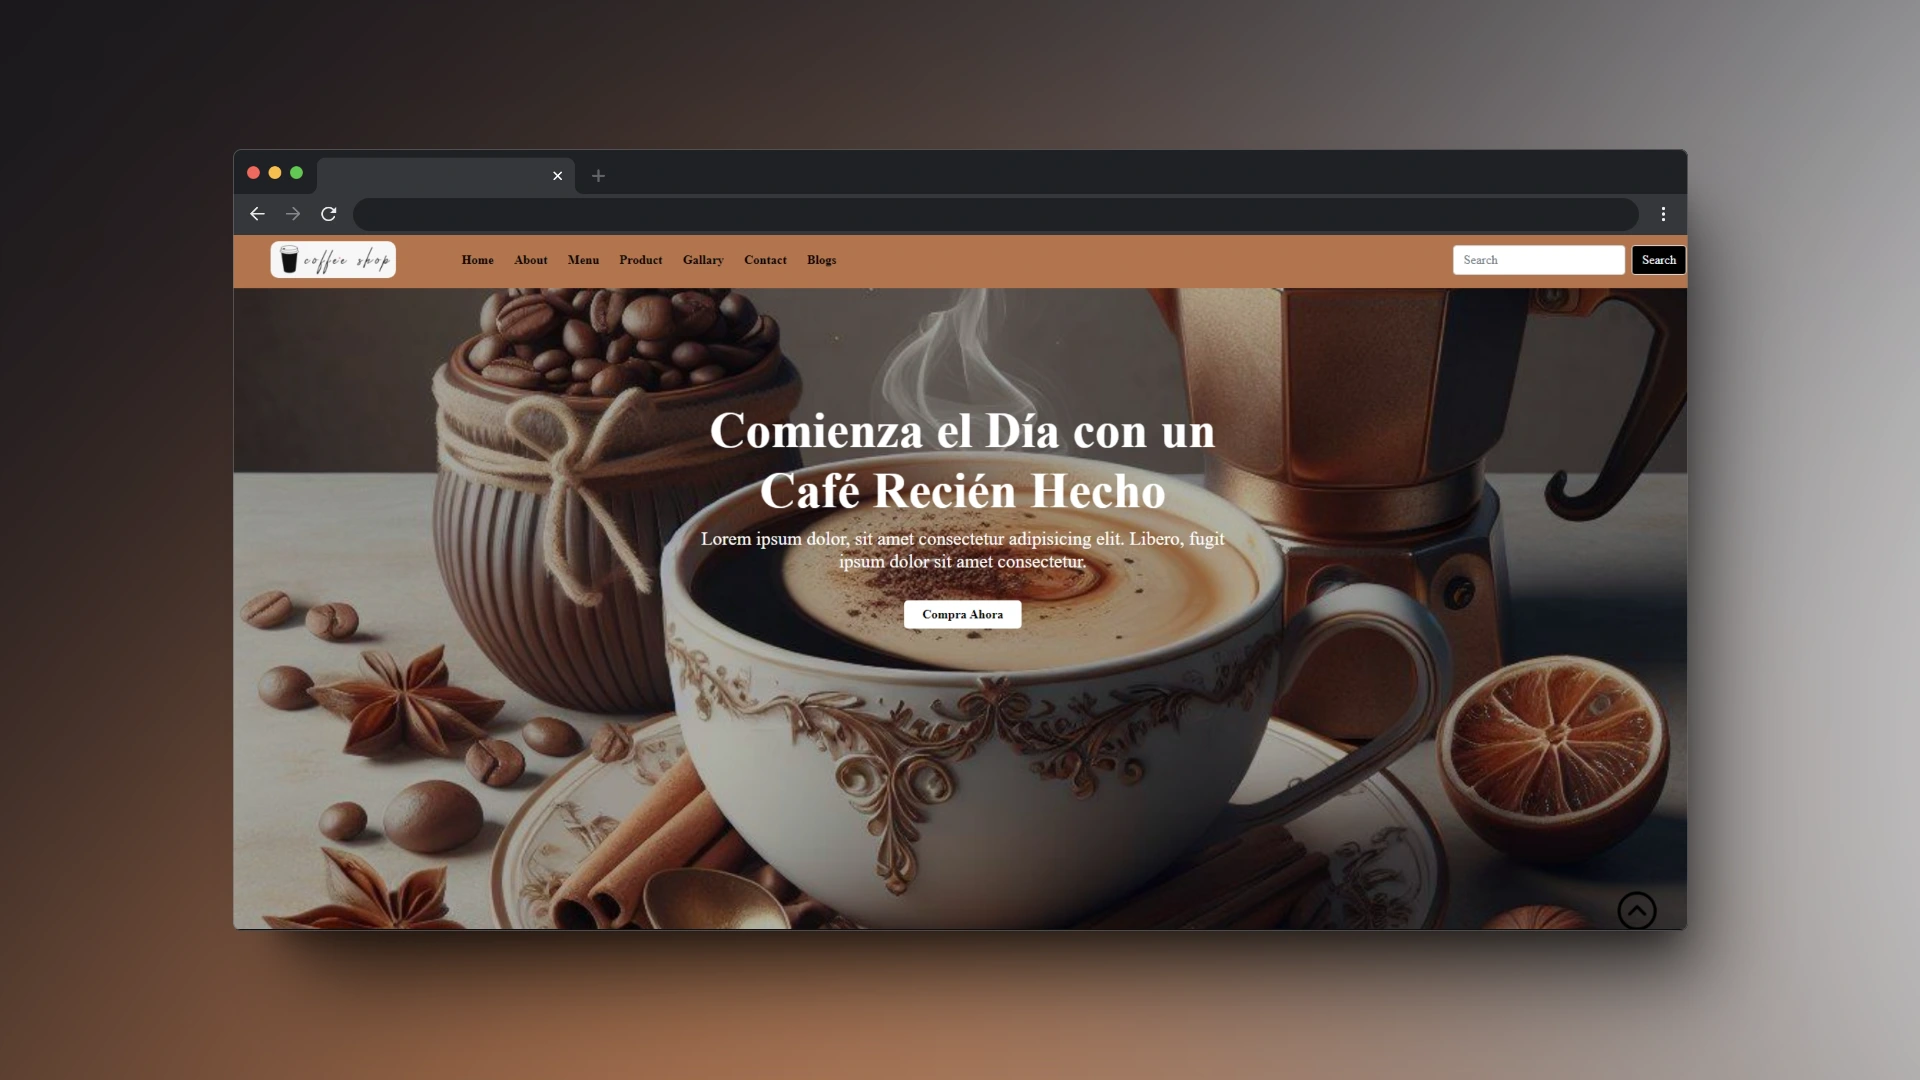 coffee shop
Home About Menu Product Gallary Contact Blogs
Search
Search
Comienza el Día con un
Café Recién Hecho
Lorem ipsum dolor, sit amet consectetur adipisicing elit. Libero, fugit
ipsum dolor sit amet consectetur.
Compra Ahora